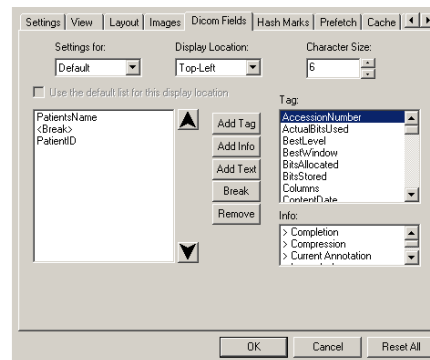 Settings View Layout Images Dicom Fields Hash Marks Prefetch Cache
Settings for: Display Location: Character Size:
Default Top-Left 6
Use the default list for this display location
Tag:
PatientsName
<Break>
PatientID
Add Tag
Add Info
Add Text
Break
Remove
AccessionNumber
ActualBitsUsed
BestLevel
BestWindow
BitsAllocated
BitsStored
Columns
ContentDate
Info:
> Completion
> Compression
> Current Annotation
OK Cancel Reset All